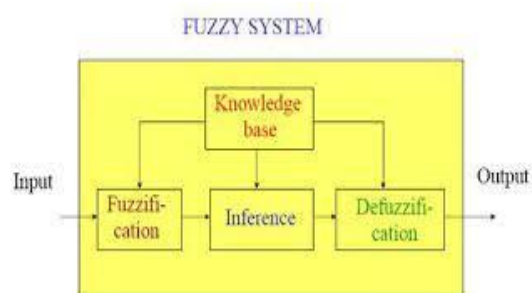 FUZZY SYSTEM
Knowledge
base
Input
Fuzzifi-
cation
Inference
Defuzzifi-
cation
Output